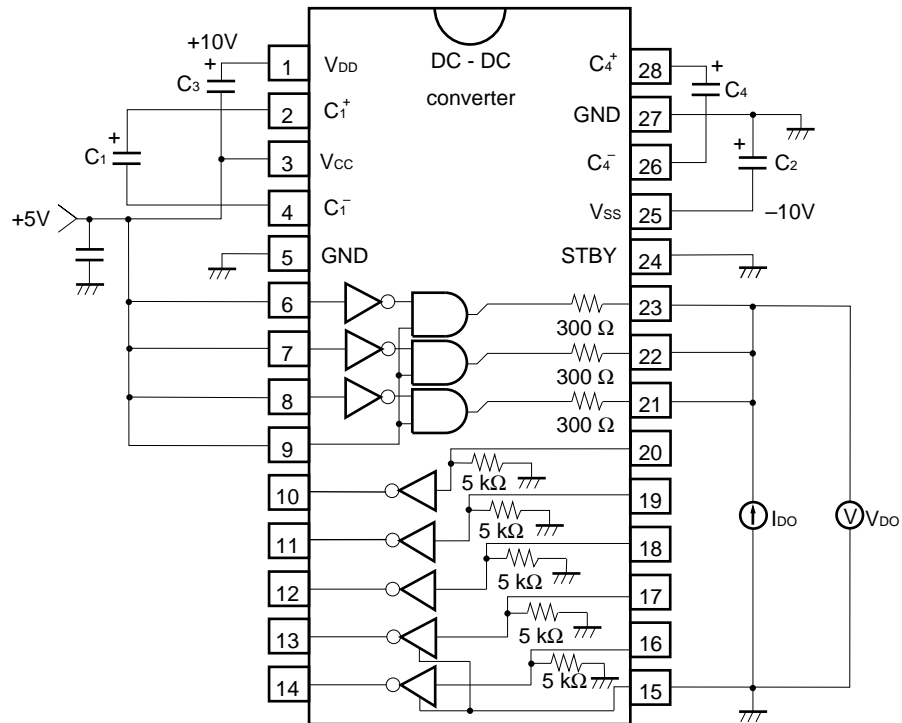 +10V
+
C3
1
VDD
DC - DC
converter
C4+
28
+
C4
2
C1+
GND
27
+
C1
3
VCC
C4−
26
+
C2
4
C1−
VSS
25
−10V
+5V
5
GND
STBY
24
6
23
300 Ω
7
22
300 Ω
8
21
300 Ω
9
20
5 kΩ
10
19
5 kΩ
11
18
5 kΩ
12
17
5 kΩ
13
16
5 kΩ
14
15
IDO
V
VDO